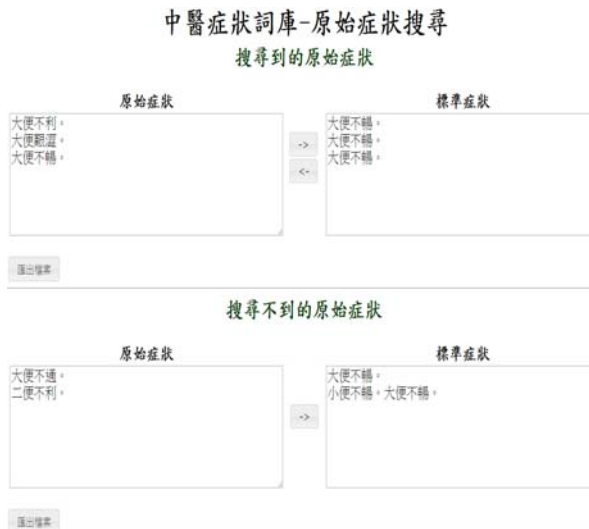 中醫症狀詞庫-原始症狀搜尋
搜尋到的原始症狀
原始症狀
標準症狀
大便不利。
大便艱澀。
大便不暢。
->
<-
大便不暢。
大便不暢。
大便不暢。
匯出檔案
搜尋不到的原始症狀
原始症狀
標準症狀
大便不通。
二便不利。
->
大便不暢。
小便不暢。大便不暢。
匯出檔案